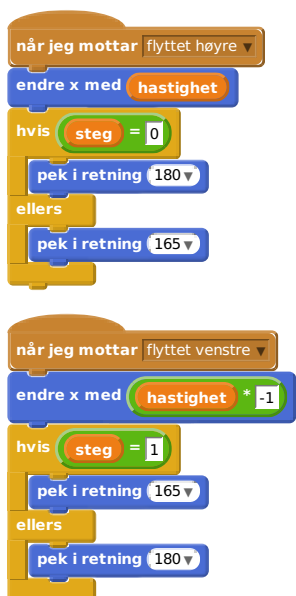 når jeg mottar flyttet høyre ▼
endre x med hastighet
hvis steg = 0
pek i retning 180▼
ellers
pek i retning 165▼
når jeg mottar flyttet venstre ▼
endre x med hastighet * -1
hvis steg = 1
pek i retning 165▼
ellers
pek i retning 180▼